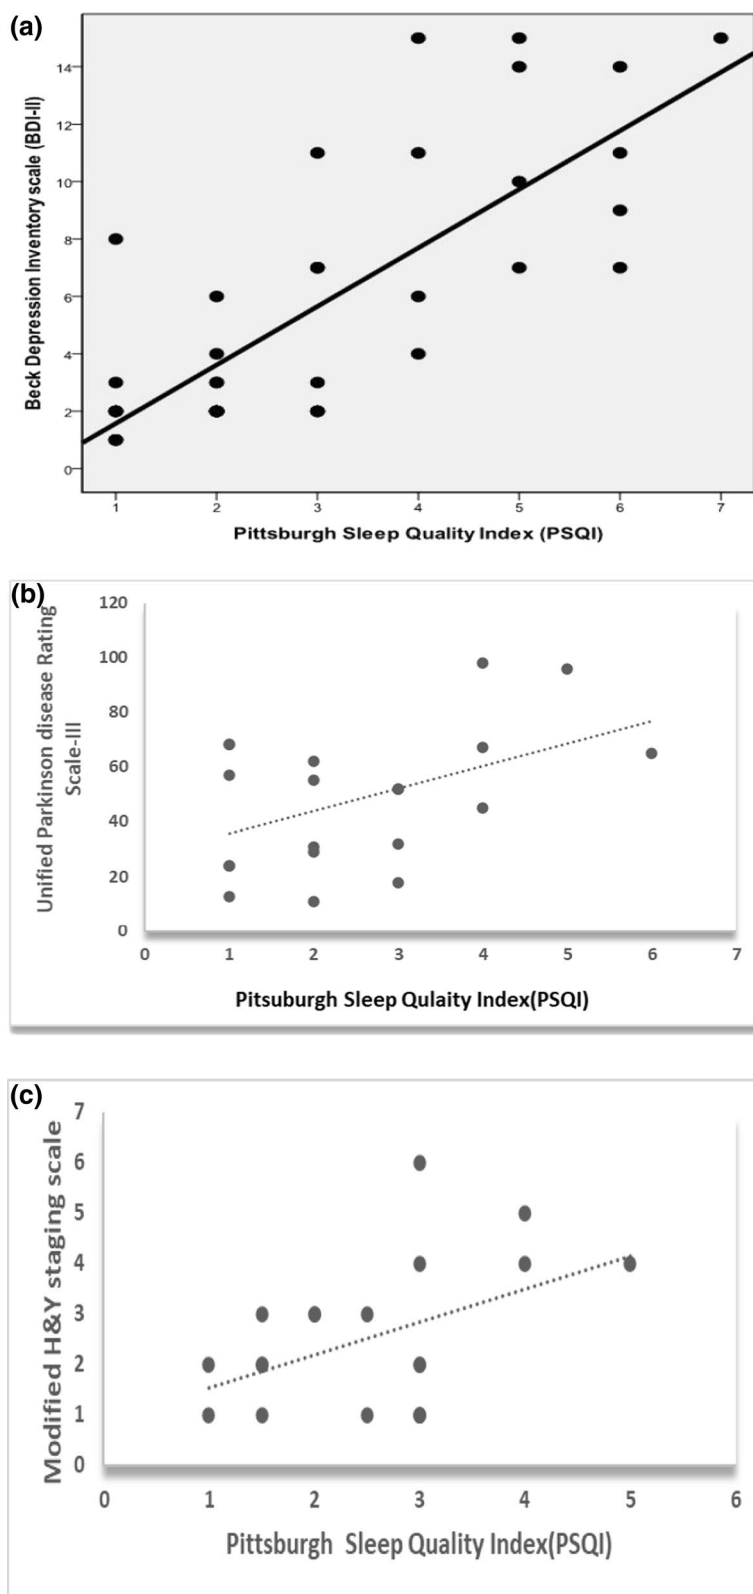 (a)
Beck Depression Inventory scale (BDI-II)
14
12
10
8
6
4
2
0
1 2 3 4 5 6 7
Pittsburgh Sleep Quality Index (PSQI)
(b)
Unified Parkinson disease Rating
Scale-III
120
100
80
60
40
20
0
0 1 2 3 4 5 6 7
Pitsuburgh Sleep Qulaity Index(PSQI)
(c)
Modified H&Y staging scale
7
6
5
4
3
2
1
0
0 1 2 3 4 5 6
Pittsburgh Sleep Quality Index(PSQI)